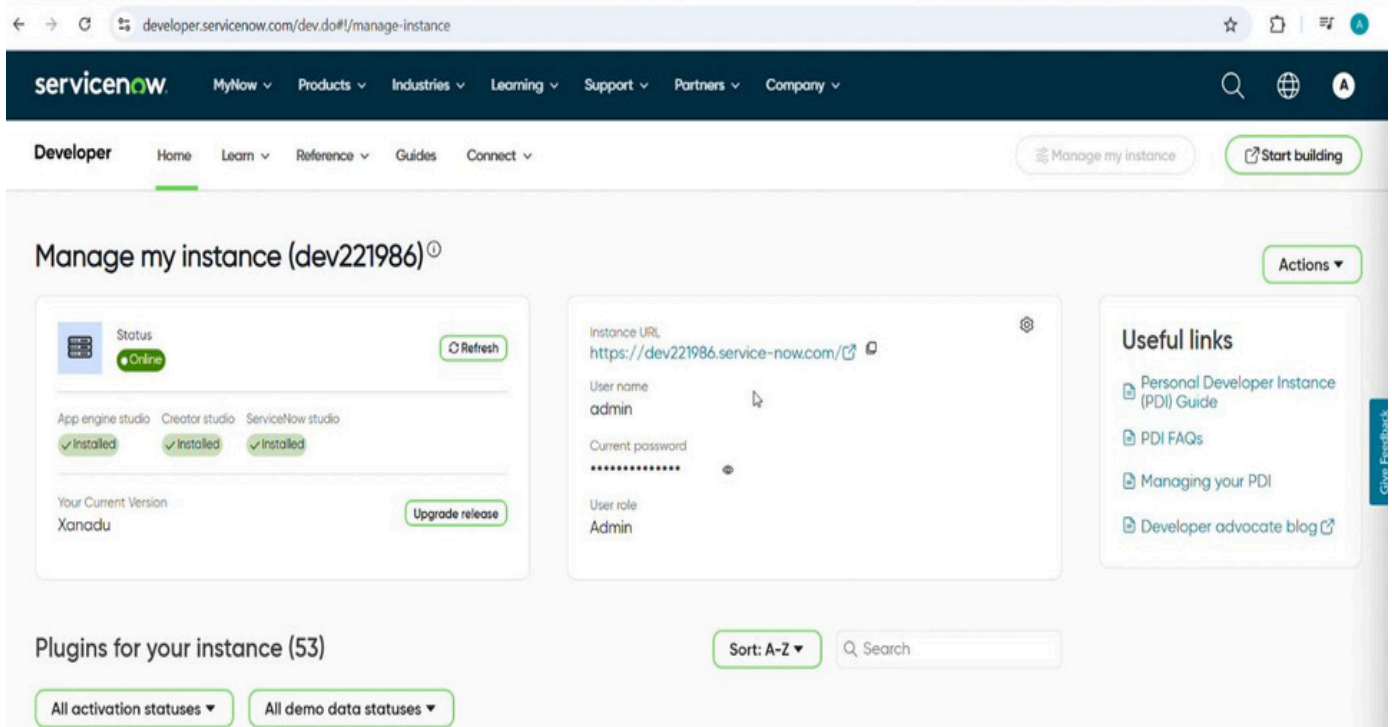 developer.servicenow.com/dev.do#!/manage-instance
A
servicenow
MyNow Products Industries Learning Support Partners Company
A
Developer
Home Learn Reference Guides Connect
Manage my instance
Start building
Manage my instance (dev221986)
Actions
Status
Online
Refresh
App engine studio Creator studio ServiceNow studio
Installed Installed Installed
Your Current Version
Xanadu
Upgrade release
Instance URL
https://dev221986.service-now.com/
User name
admin
Current password
••••••••••••••
User role
Admin
Useful links
Personal Developer Instance
(PDI) Guide
PDI FAQs
Managing your PDI
Developer advocate blog
Give Feedback
Plugins for your instance (53)
Sort: A-Z
Search
All activation statuses
All demo data statuses